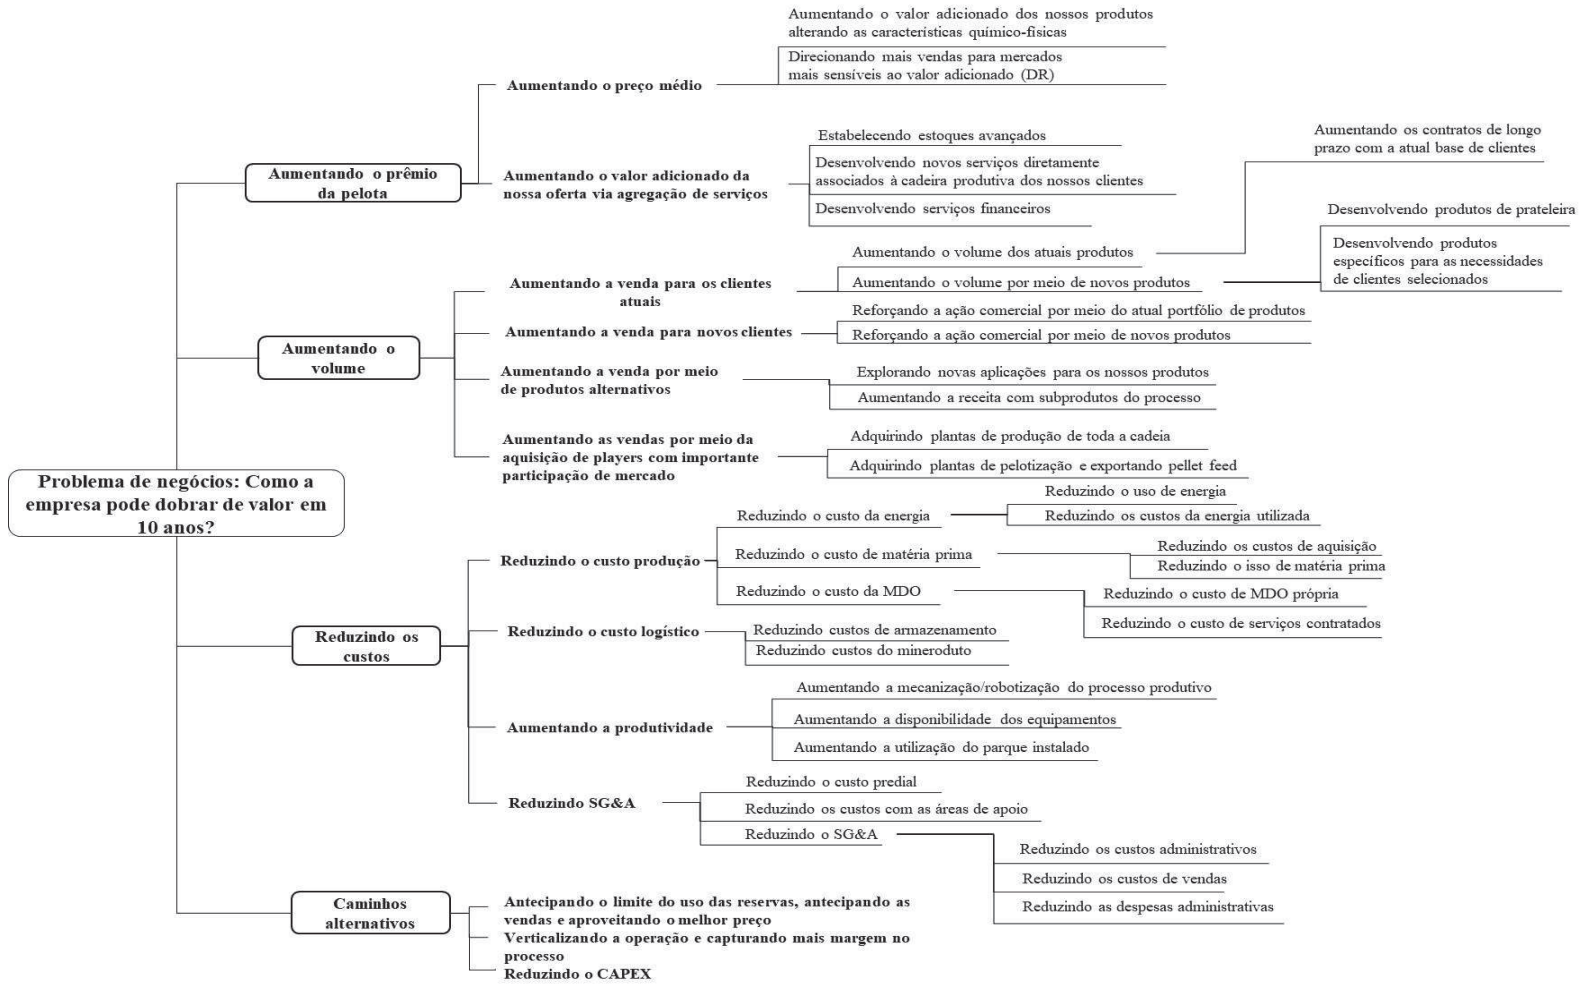 Problema de negócios: Como a
empresa pode dobrar de valor em
10 anos?
Aumentando o prêmio
da pelota
Aumentando o preço médio
Aumentando o valor adicionado dos nossos produtos
alterando as características químico-físicas
Direcionando mais vendas para mercados
mais sensíveis ao valor adicionado (DR)
Aumentando o valor adicionado da
nossa oferta via agregação de serviços
Estabelecendo estoques avançados
Desenvolvendo novos serviços diretamente
associados à cadeira produtiva dos nossos clientes
Desenvolvendo serviços financeiros
Aumentando o
volume
Aumentando a venda para os clientes
atuais
Aumentando o volume dos atuais produtos
Aumentando os contratos de longo
prazo com a atual base de clientes
Aumentando o volume por meio de novos produtos
Desenvolvendo produtos de prateleira
Desenvolvendo produtos
específicos para as necessidades
de clientes selecionados
Aumentando a venda para novos clientes
Reforçando a ação comercial por meio do atual portfólio de produtos
Reforçando a ação comercial por meio de novos produtos
Aumentando a venda por meio
de produtos alternativos
Explorando novas aplicações para os nossos produtos
Aumentando a receita com subprodutos do processo
Aumentando as vendas por meio da
aquisição de players com importante
participação de mercado
Adquirindo plantas de produção de toda a cadeia
Adquirindo plantas de pelotização e exportando pellet feed
Reduzindo os
custos
Reduzindo o custo produção
Reduzindo o custo da energia
Reduzindo o uso de energia
Reduzindo os custos da energia utilizada
Reduzindo o custo de matéria prima
Reduzindo os custos de aquisição
Reduzindo o isso de matéria prima
Reduzindo o custo da MDO
Reduzindo o custo de MDO própria
Reduzindo o custo de serviços contratados
Reduzindo o custo logístico
Reduzindo custos de armazenamento
Reduzindo custos do mineroduto
Aumentando a produtividade
Aumentando a mecanização/robotização do processo produtivo
Aumentando a disponibilidade dos equipamentos
Aumentando a utilização do parque instalado
Reduzindo SG&A
Reduzindo o custo predial
Reduzindo os custos com as áreas de apoio
Reduzindo o SG&A
Reduzindo os custos administrativos
Reduzindo os custos de vendas
Reduzindo as despesas administrativas
Caminhos
alternativos
Antecipando o limite do uso das reservas, antecipando as
vendas e aproveitando o melhor preço
Verticalizando a operação e capturando mais margem no
processo
Reduzindo o CAPEX